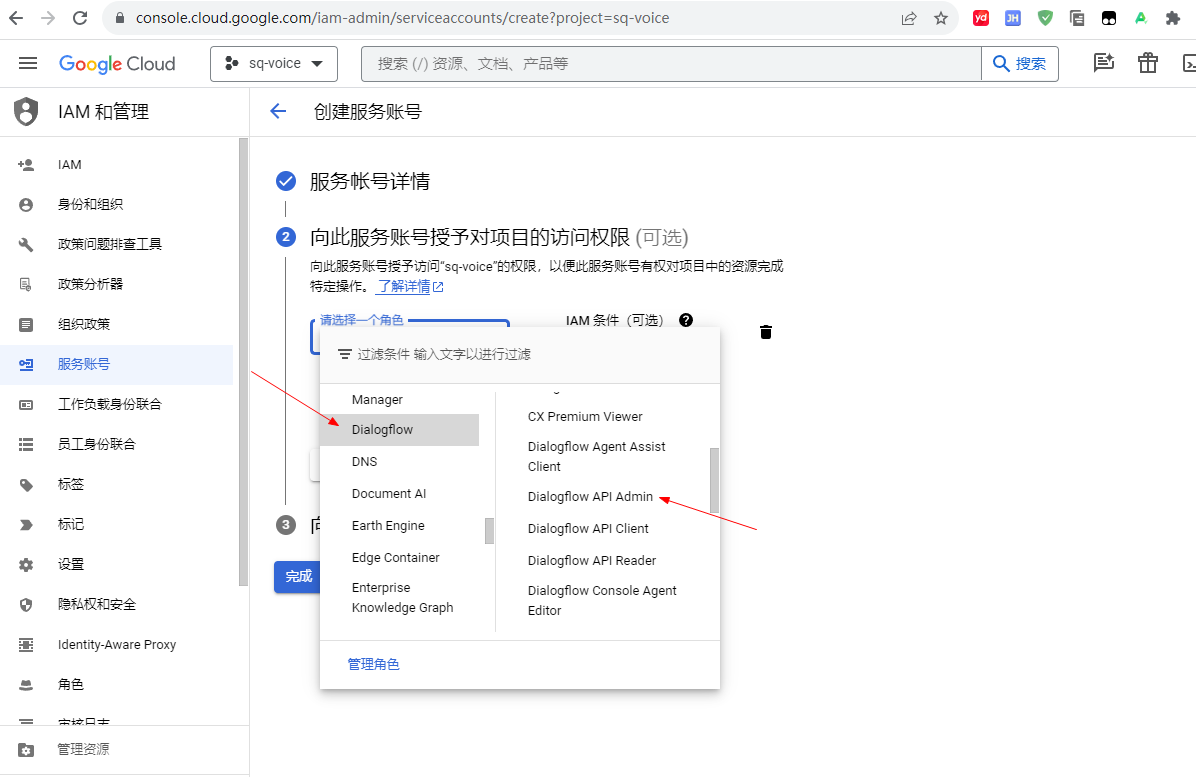 console.cloud.google.com/iam-admin/serviceaccounts/create?project=sq-voice
yd
JH
Google Cloud
sq-voice
搜索 (/) 资源、文档、产品等
搜索
IAM 和管理
创建服务账号
IAM
身份和组织
政策问题排查工具
政策分析器
组织政策
服务账号
工作负载身份联合
员工身份联合
标签
标记
设置
隐私权和安全
Identity-Aware Proxy
角色
审核日志
管理资源
服务帐号详情
2
向此服务账号授予对项目的访问权限 (可选)
向此服务账号授予访问“sq-voice”的权限，以便此服务账号有权对项目中的资源完成
特定操作。 了解详情
请选择一个角色
IAM 条件（可选）
?
过滤条件 输入文字以进行过滤
Manager
Dialogflow
DNS
Document AI
Earth Engine
Edge Container
Enterprise
Knowledge Graph
CX Premium Viewer
Dialogflow Agent Assist
Client
Dialogflow API Admin
Dialogflow API Client
Dialogflow API Reader
Dialogflow Console Agent
Editor
管理角色
3
向
完成